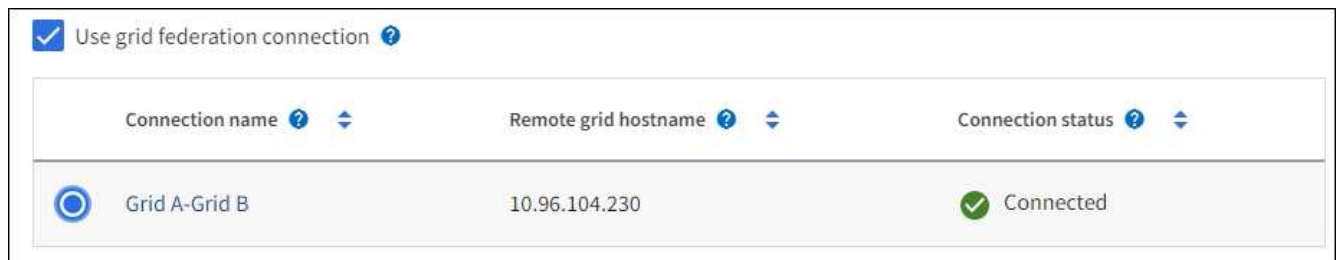 Use grid federation connection
Connection name Remote grid hostname Connection status
Grid A-Grid B 10.96.104.230 Connected